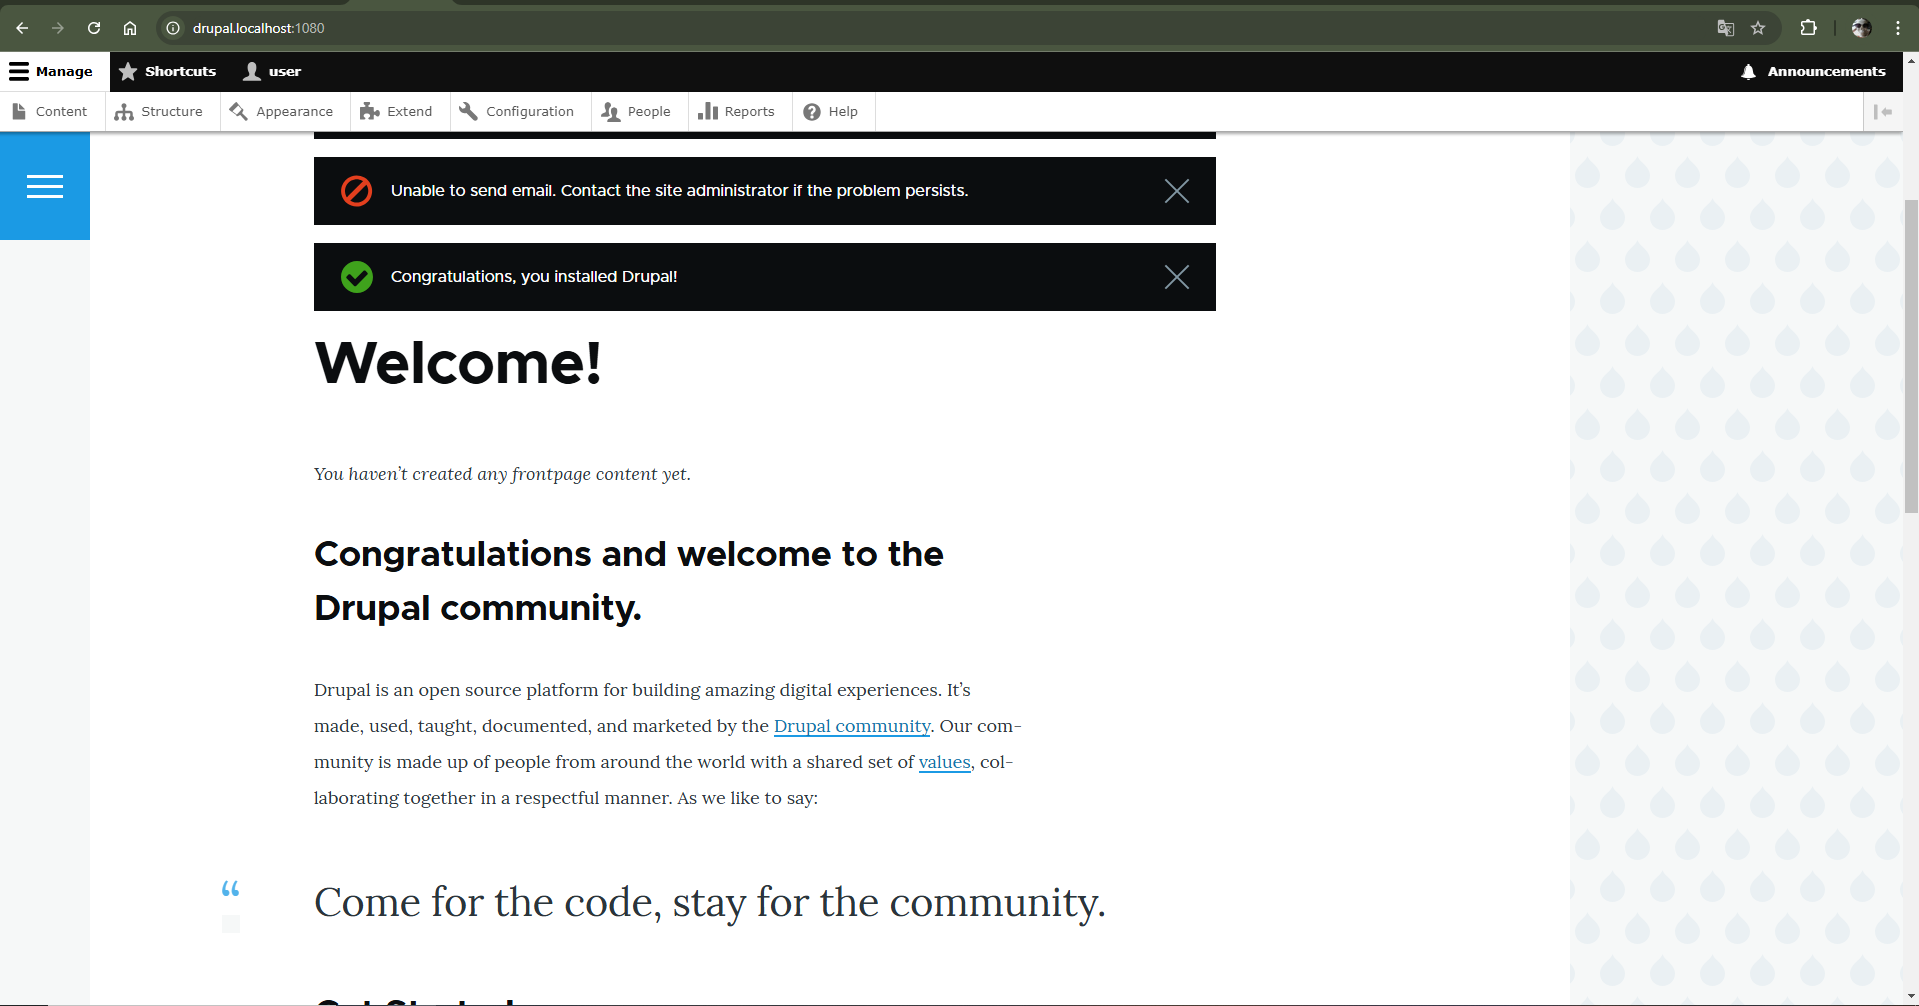 drupal.localhost:1080
Manage Shortcuts user Announcements
Content Structure Appearance Extend Configuration People Reports Help
Unable to send email. Contact the site administrator if the problem persists.
Congratulations, you installed Drupal!
Welcome!
You haven’t created any frontpage content yet.
Congratulations and welcome to the
Drupal community.
Drupal is an open source platform for building amazing digital experiences. It’s
made, used, taught, documented, and marketed by the Drupal community. Our com-
munity is made up of people from around the world with a shared set of values, col-
laborating together in a respectful manner. As we like to say:
“
Come for the code, stay for the community.